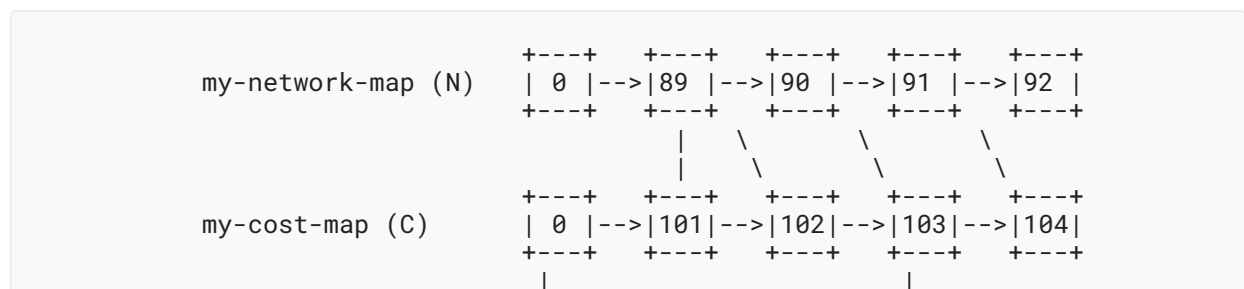 +---+   +---+   +---+   +---+   +---+
my-network-map (N)   | 0 |-->|89 |-->|90 |-->|91 |-->|92 |
                           +---+   +---+   +---+   +---+   +---+
                                     |   \       \       \
                                     |    \       \       \
                           +---+   +---+   +---+   +---+   +---+
my-cost-map (C)      | 0 |-->|101|-->|102|-->|103|-->|104|
                           +---+   +---+   +---+   +---+   +---+
                            |                       |